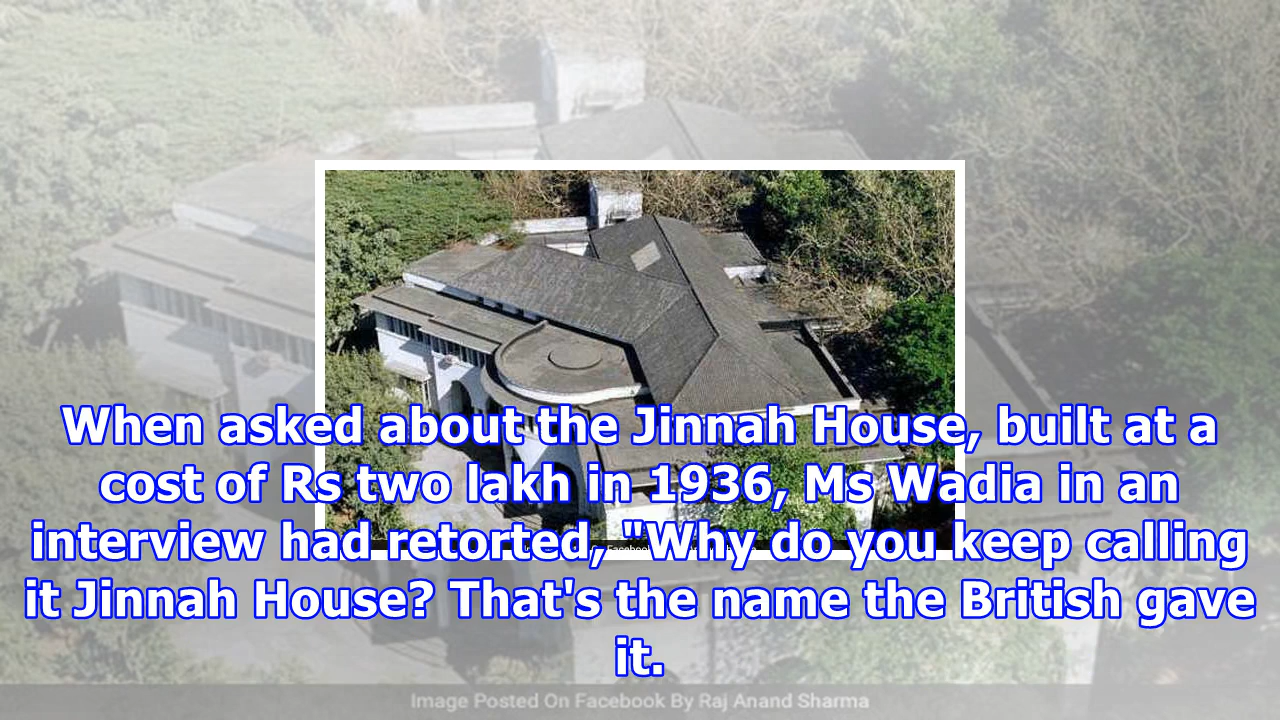 When asked about the Jinnah House, built at a
cost of Rs two lakh in 1936, Ms Wadia in an
interview had retorted, "Why do you keep calling
it Jinnah House? That's the name the British gave
it.
Image Posted On Facebook By Raj Anand Sharma